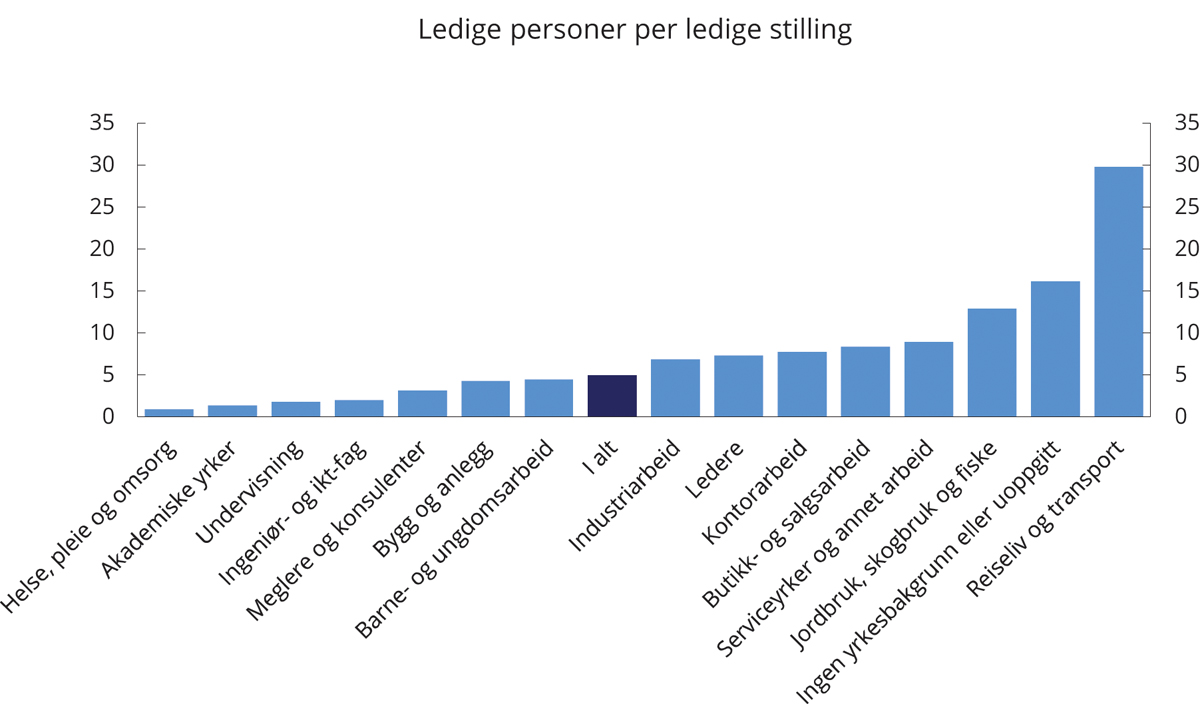 Ledige personer per ledige stilling
35
30
25
20
15
10
5
0
35
30
25
20
15
10
5
0
Helse, pleie og omsorg
Akademiske yrker
Undervisning
Ingeniør- og ikt-fag
Meglere og konsulenter
Bygg og anlegg
Barne- og ungdomsarbeid
I alt
Industriarbeid
Ledere
Kontorarbeid
Butikk- og salgsarbeid
Serviceyrker og annet arbeid
Jordbruk, skogbruk og fiske
Ingen yrkesbakgrunn eller uoppgitt
Reiseliv og transport